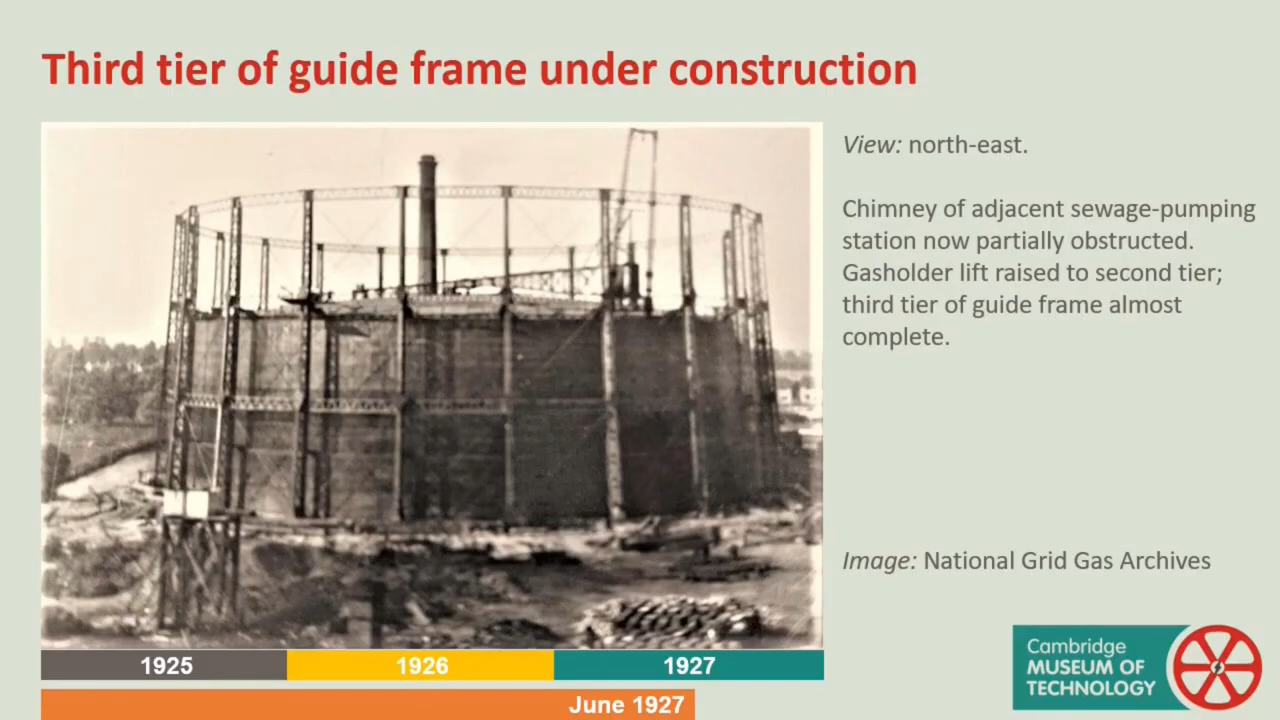 Third tier of guide frame under construction
View: north-east.
Chimney of adjacent sewage-pumping
station now partially obstructed.
Gasholder lift raised to second tier;
third tier of guide frame almost
complete.
Image: National Grid Gas Archives
1925 1926 1927
June 1927
Cambridge
MUSEUM OF
TECHNOLOGY